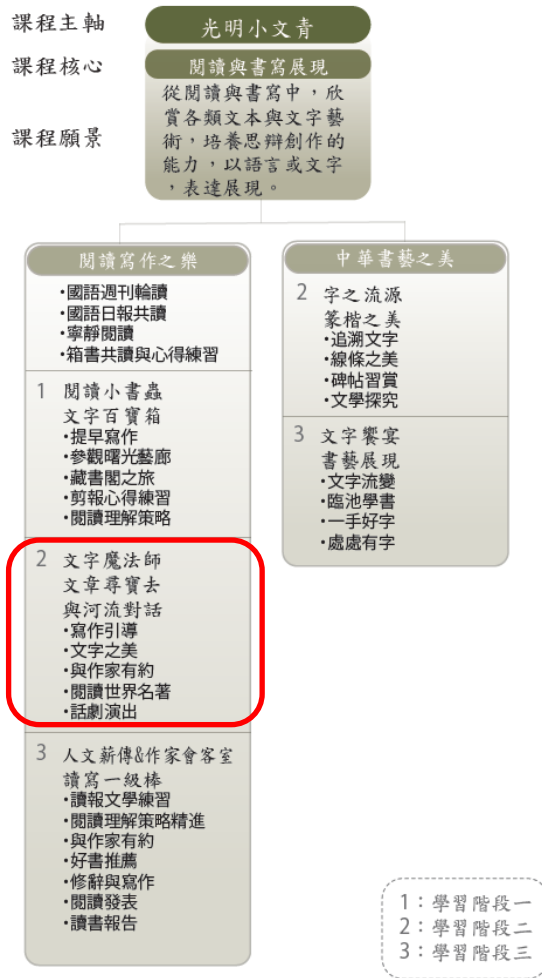 課程主軸
光明小文青
課程核心
閱讀與書寫展現
課程願景
從閱讀與書寫中，欣
賞各類文本與文字藝
術，培養思辯創作的
能力，以語言或文字
，表達展現。
閱讀寫作之樂
•國語週刊輪讀
•國語日報共讀
•寧靜閱讀
•箱書共讀與心得練習
1 閱讀小書蟲
文字百寶箱
•提早寫作
•參觀曙光藝廊
•藏書閣之旅
•剪報心得練習
•閱讀理解策略
2 文字魔法師
文章尋寶去
與河流對話
•寫作引導
•文字之美
•與作家有約
•閱讀世界名著
•話劇演出
3 人文薪傳&作家會客室
讀寫一級棒
•讀報文學練習
•閱讀理解策略精進
•與作家有約
•好書推薦
•修辭與寫作
•閱讀發表
•讀書報告
中華書藝之美
2 字之流源
篆楷之美
•追溯文字
•線條之美
•碑帖習賞
•文學探究
3 文字饗宴
書藝展現
•文字流變
•臨池學書
•一手好字
•處處有字
1：學習階段一
2：學習階段二
3：學習階段三